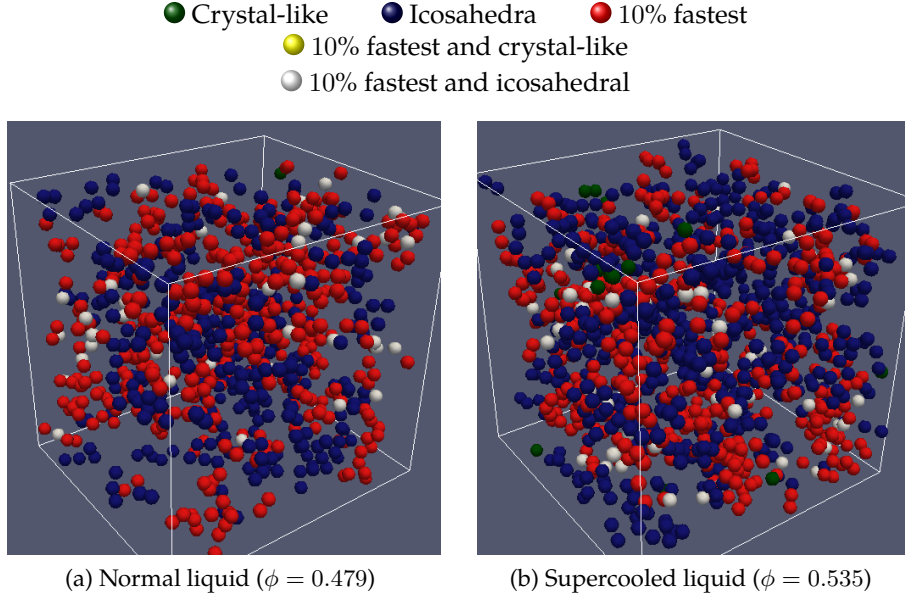 Crystal-like Icosahedra 10% fastest
10% fastest and crystal-like
10% fastest and icosahedral
(a) Normal liquid (ϕ = 0.479)
(b) Supercooled liquid (ϕ = 0.535)